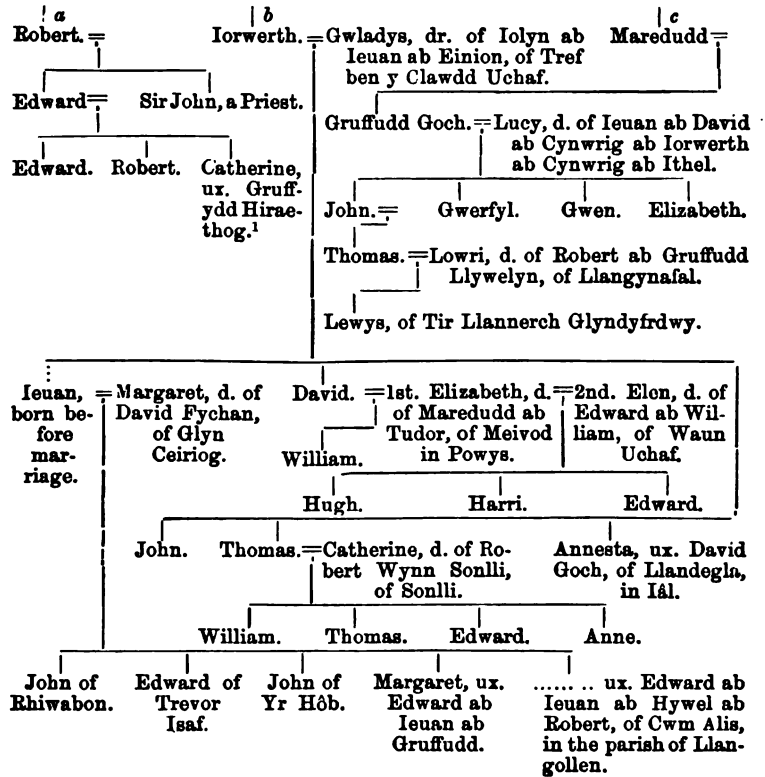 a b c
Robert. = Iorwerth. = Gwladys, dr. of Iolyn ab Maredudd =
Ieuan ab Einion, of Tref
ben y Clawdd Uchaf.
Edward = Sir John, a Priest.
Gruffudd Goch. = Lucy, d. of Ieuan ab David
ab Cynwrig ab Iorwerth
ab Cynwrig ab Ithel.
Edward. Robert. Catherine,
ux. Gruff-
ydd Hirae-
thog.¹
John. = Gwerfyl. Gwen. Elizabeth.
Thomas. = Lowri, d. of Robert ab Gruffudd
Llywelyn, of Llangynafal.
Lewys, of Tir Llannerch Glyndyfrdwy.
Ieuan,
born be-
fore
mar-
riage.
= Margaret, d. of
David Fychan,
of Glyn
Ceiriog.
David. = 1st. Elizabeth, d.
of Maredudd ab
Tudor, of Meivod
in Powys.
= 2nd. Elen, d. of
Edward ab Wil-
liam, of Waun
Uchaf.
William.
Hugh. Harri. Edward.
John. Thomas. = Catherine, d. of Ro-
bert Wynn Sonlli,
of Sonlli.
Annesta, ux. David
Goch, of Llandegla,
in Iâl.
William. Thomas. Edward. Anne.
John of
Rhiwabon.
Edward of
Trevor
Isaf.
John of
Yr Hôb.
Margaret, ux.
Edward ab
Ieuan ab
Gruffudd.
........ ux. Edward ab
Ieuan ab Hywel ab
Robert, of Cwm Alis,
in the parish of Llan-
gollen.